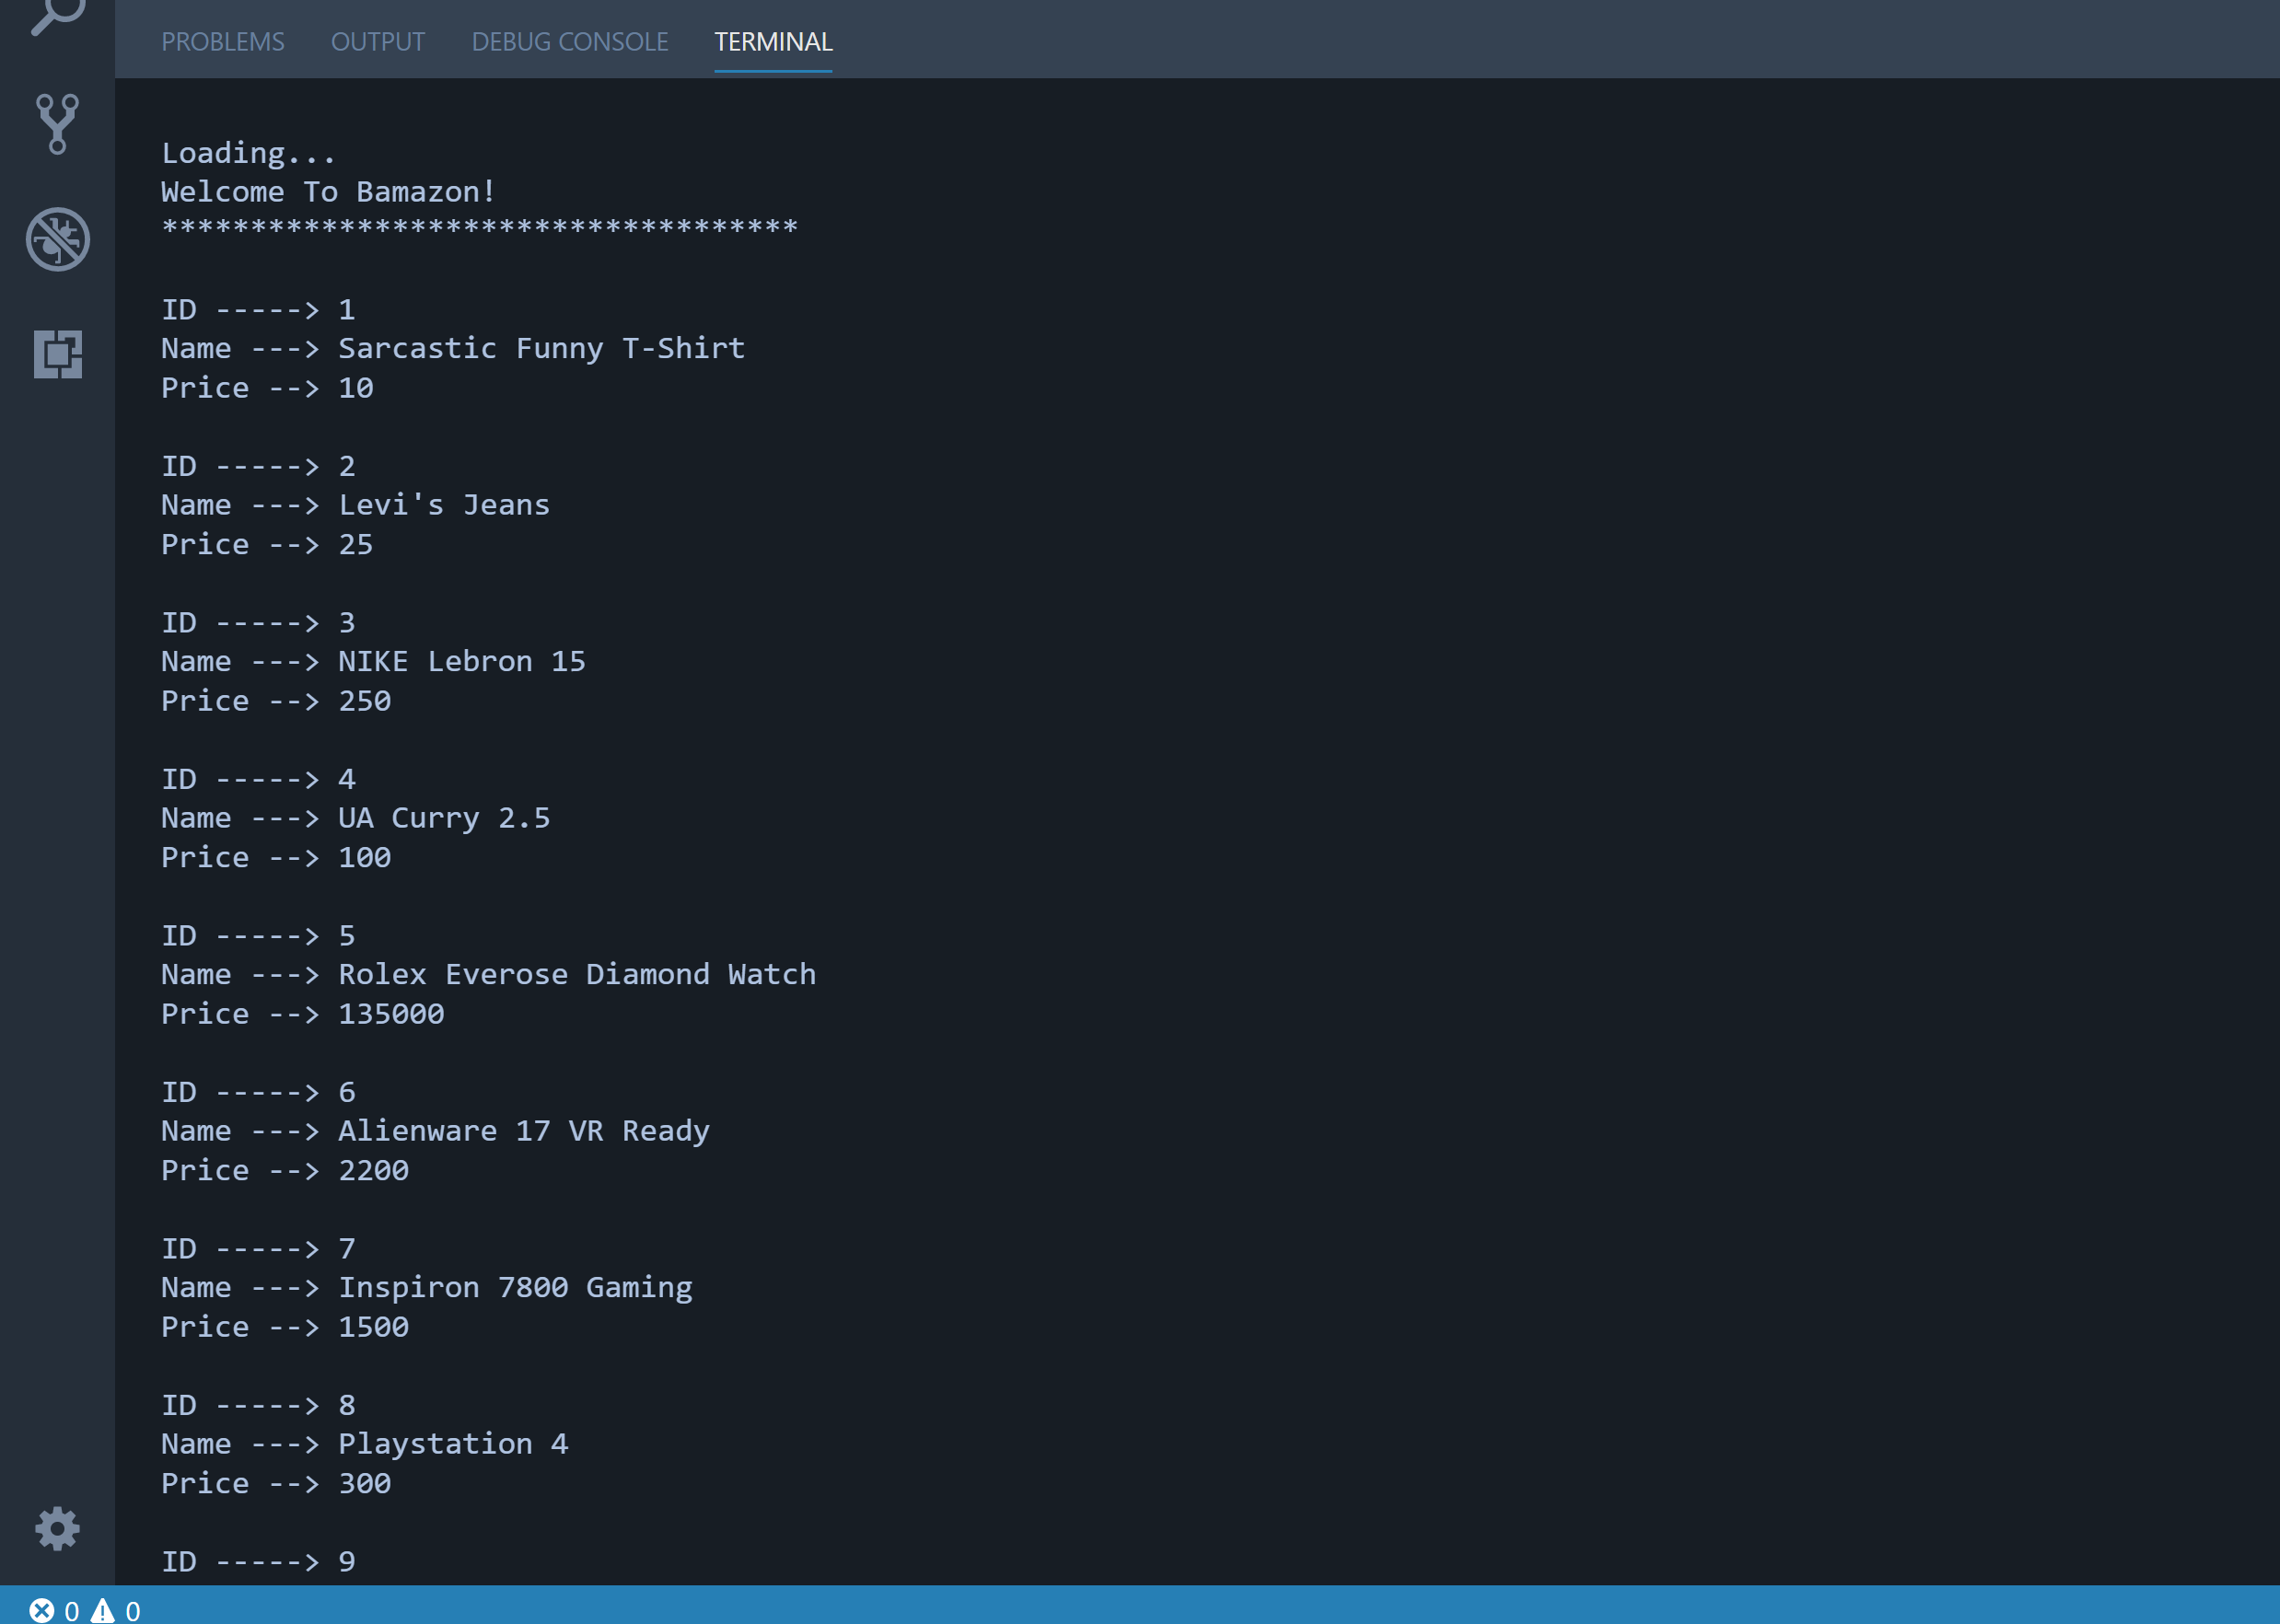 PROBLEMS OUTPUT DEBUG CONSOLE TERMINAL
Loading...
Welcome To Bamazon!
************************************
ID -----> 1
Name ---> Sarcastic Funny T-Shirt
Price --> 10
ID -----> 2
Name ---> Levi's Jeans
Price --> 25
ID -----> 3
Name ---> NIKE Lebron 15
Price --> 250
ID -----> 4
Name ---> UA Curry 2.5
Price --> 100
ID -----> 5
Name ---> Rolex Everose Diamond Watch
Price --> 135000
ID -----> 6
Name ---> Alienware 17 VR Ready
Price --> 2200
ID -----> 7
Name ---> Inspiron 7800 Gaming
Price --> 1500
ID -----> 8
Name ---> Playstation 4
Price --> 300
ID -----> 9
0 0